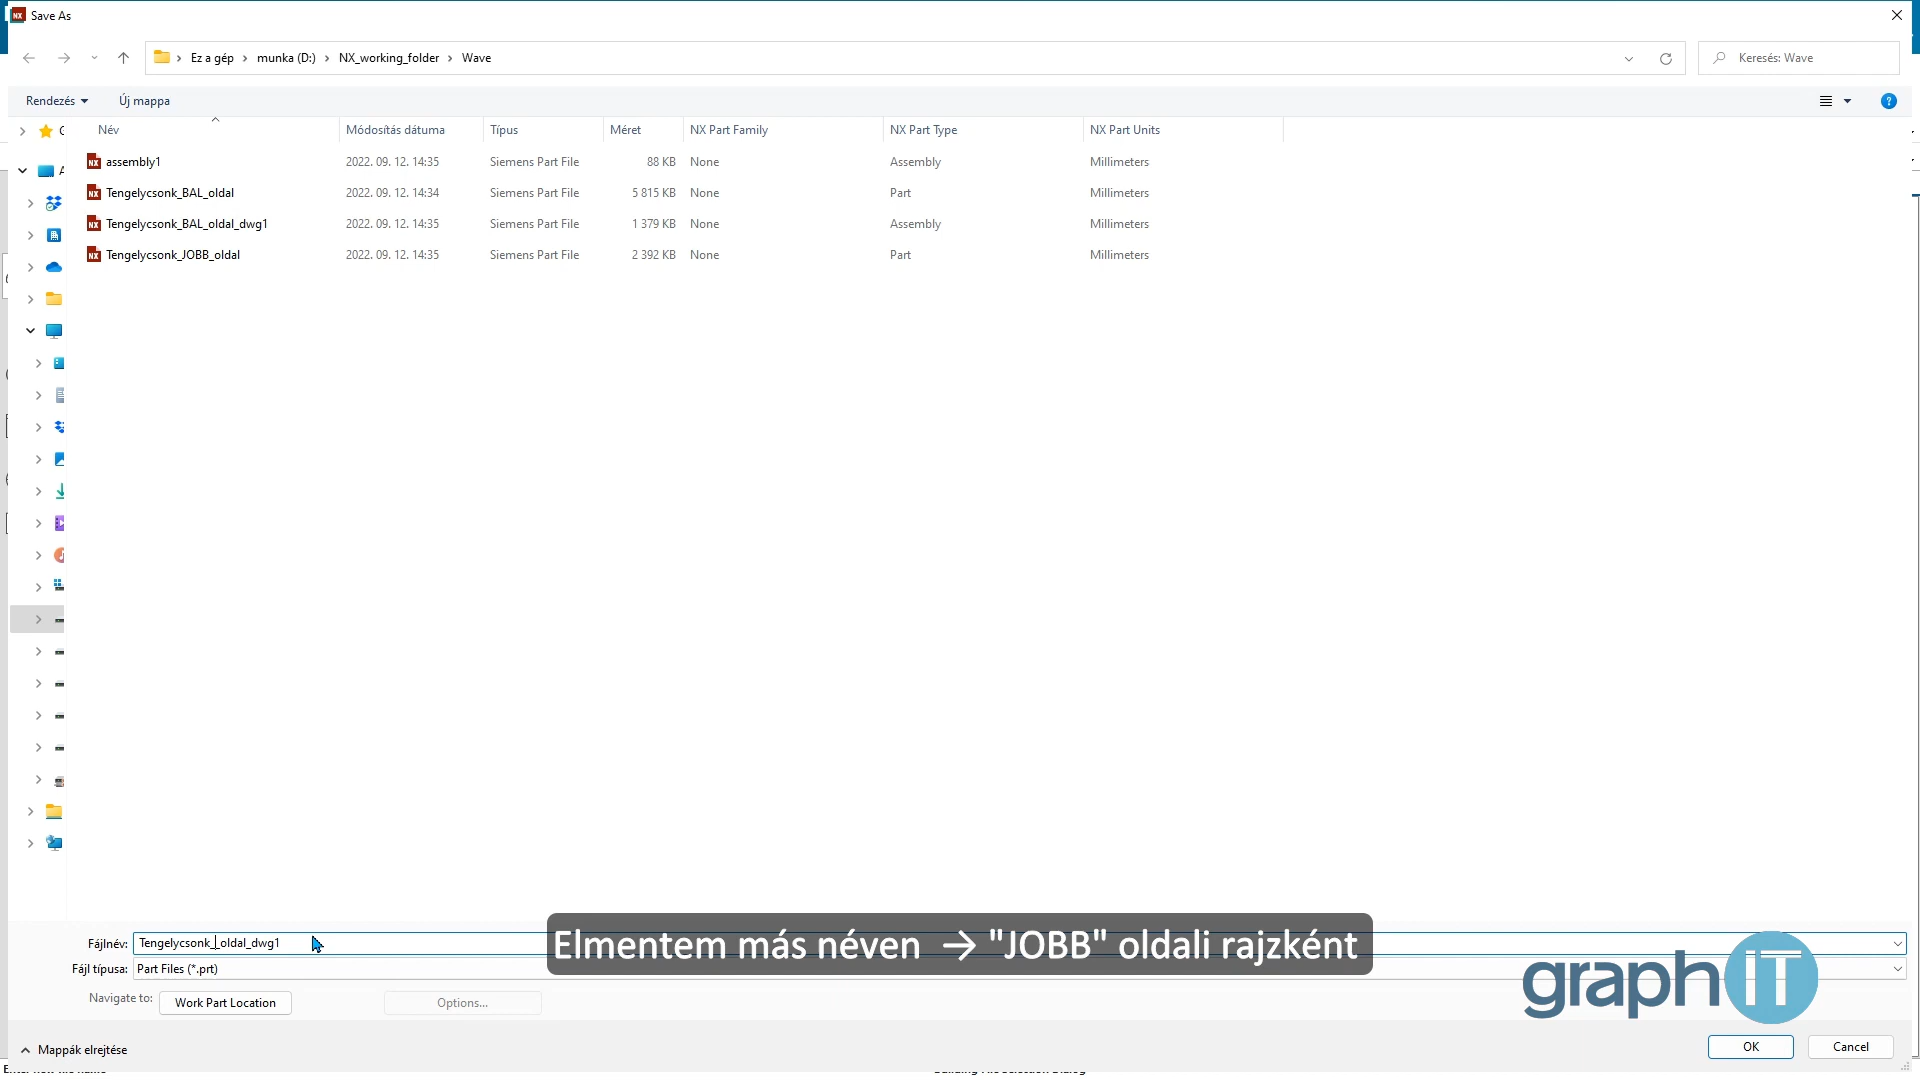 Save As
Ez a gép > munka (D:) > NX_working_folder > Wave
Keresés: Wave
Rendezés
Új mappa
Név Módosítás dátuma Típus Méret NX Part Family NX Part Type NX Part Units
assembly1 2022. 09. 12. 14:35 Siemens Part File 88 KB None Assembly Millimeters
Tengelycsonk_BAL_oldal 2022. 09. 12. 14:34 Siemens Part File 5 815 KB None Part Millimeters
Tengelycsonk_BAL_oldal_dwg1 2022. 09. 12. 14:35 Siemens Part File 1 379 KB None Assembly Millimeters
Tengelycsonk_JOBB_oldal 2022. 09. 12. 14:35 Siemens Part File 2 392 KB None Part Millimeters
Fájlnév: Tengelycsonk__oldal_dwg1
Elmentem más néven → "JOBB" oldali rajzként
Fájl típusa: Part Files (*.prt)
Navigate to: Work Part Location Options...
graphIT
Mappák elrejtése
OK Cancel